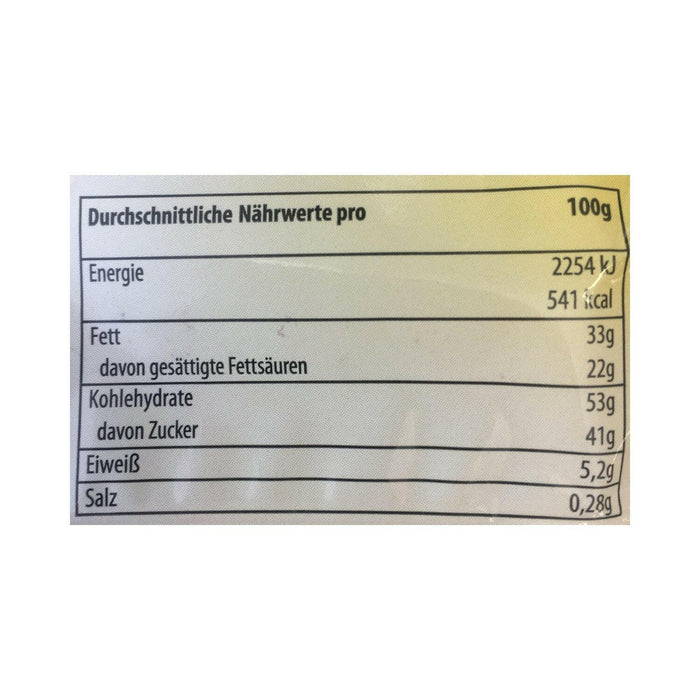 Durchschnittliche Nährwerte pro 100g
Energie 2254 kJ
541 kcal
Fett 33g
davon gesättigte Fettsäuren 22g
Kohlehydrate 53g
davon Zucker 41g
Eiweiß 5,2g
Salz 0,28g